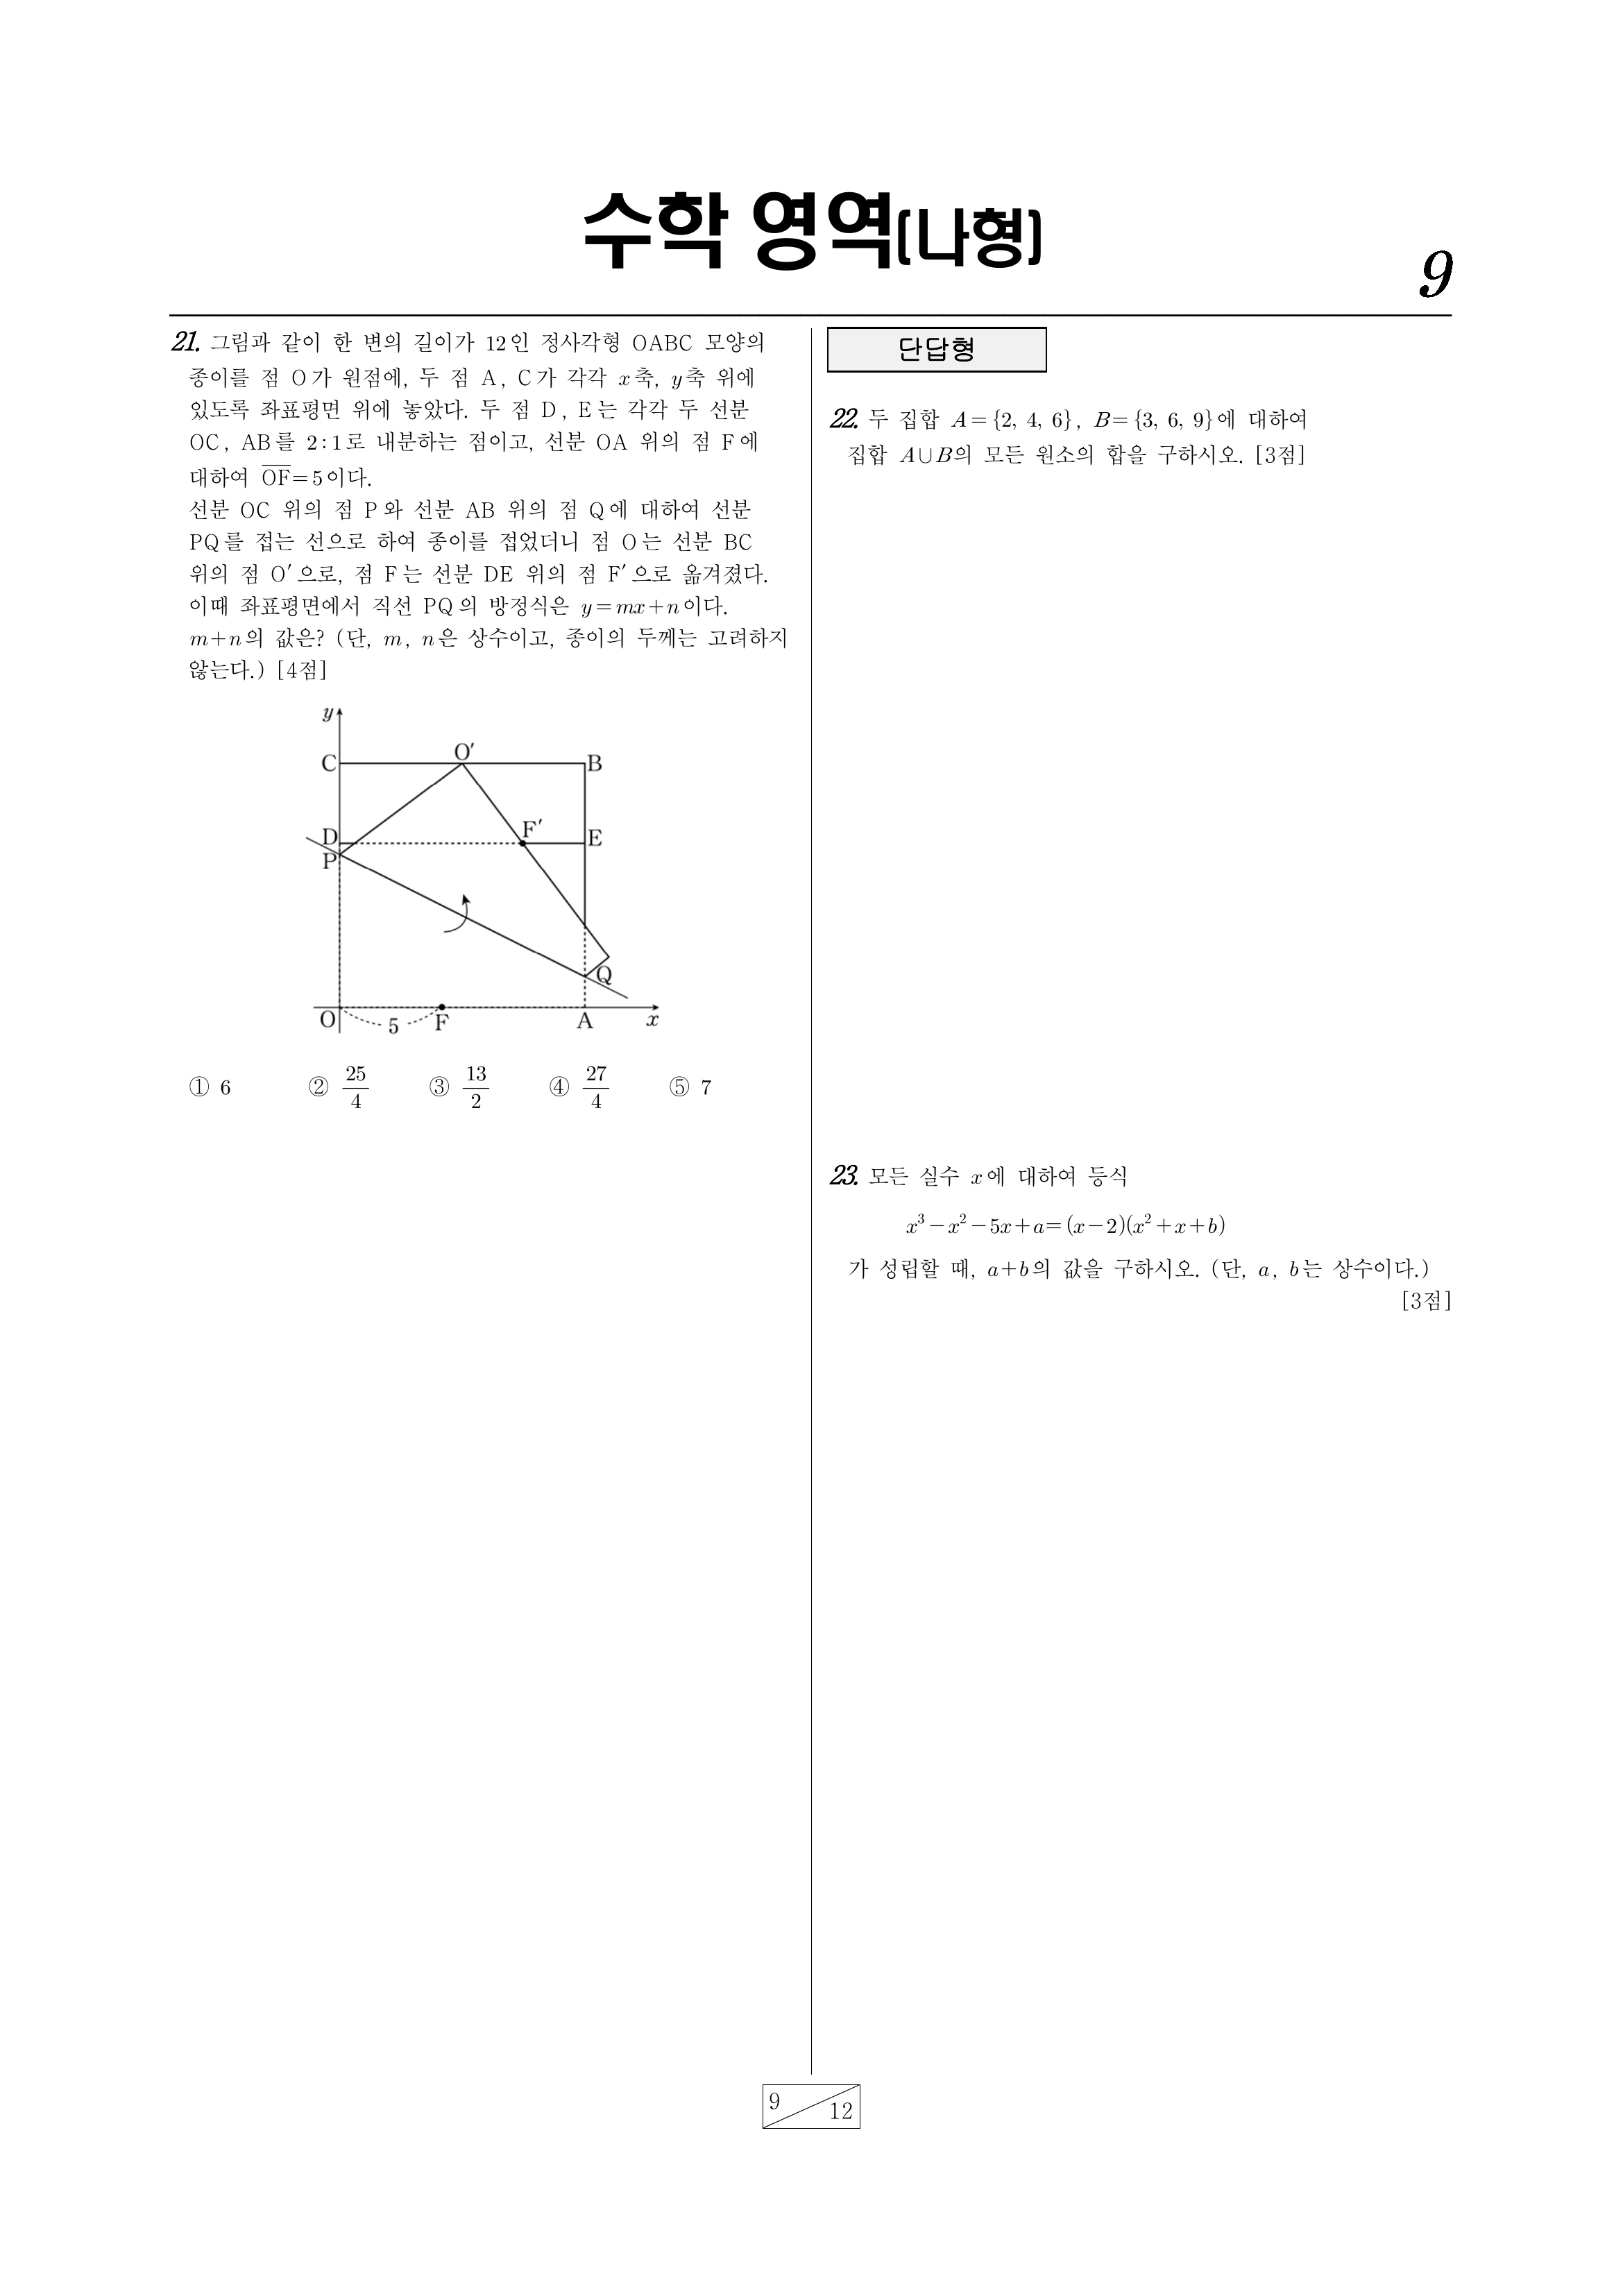 수학 영역(나형)
9
21. 그림과 같이 한 변의 길이가 12인 정사각형 OABC 모양의
종이를 점 O가 원점에, 두 점 A, C가 각각 x축, y축 위에
있도록 좌표평면 위에 놓았다. 두 점 D, E는 각각 두 선분
OC, AB를 2:1로 내분하는 점이고, 선분 OA 위의 점 F에
대하여 O̅F̅=5이다.
선분 OC 위의 점 P와 선분 AB 위의 점 Q에 대하여 선분
PQ를 접는 선으로 하여 종이를 접었더니 점 O는 선분 BC
위의 점 O′으로, 점 F는 선분 DE 위의 점 F′으로 옮겨졌다.
이때 좌표평면에서 직선 PQ의 방정식은 y=mx+n이다.
m+n의 값은? (단, m, n은 상수이고, 종이의 두께는 고려하지
않는다.) [4점]
y
C O′ B
D F′ E
P
Q
O 5 F A x
① 6 ② 25/4 ③ 13/2 ④ 27/4 ⑤ 7
단답형
22. 두 집합 A={2, 4, 6}, B={3, 6, 9}에 대하여
집합 A∪B의 모든 원소의 합을 구하시오. [3점]
23. 모든 실수 x에 대하여 등식
x³-x²-5x+a=(x-2)(x²+x+b)
가 성립할 때, a+b의 값을 구하시오. (단, a, b는 상수이다.)
[3점]
9
12